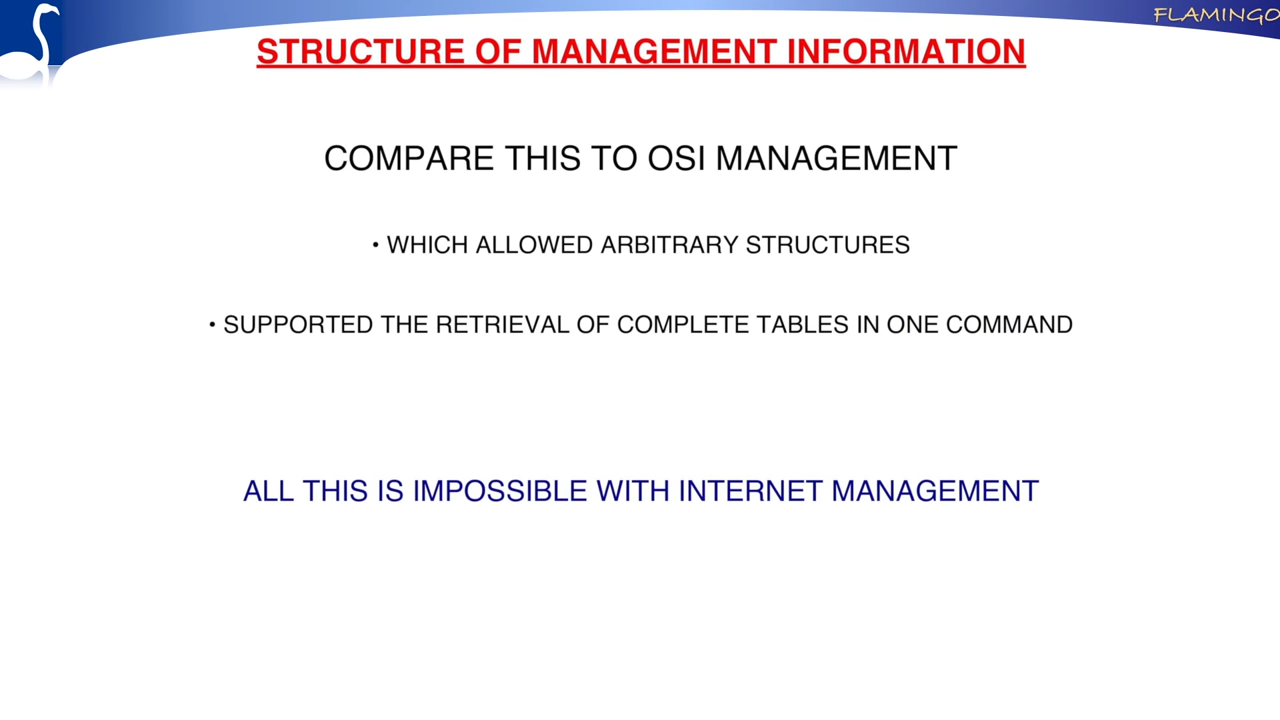 FLAMINGO
STRUCTURE OF MANAGEMENT INFORMATION
COMPARE THIS TO OSI MANAGEMENT
• WHICH ALLOWED ARBITRARY STRUCTURES
• SUPPORTED THE RETRIEVAL OF COMPLETE TABLES IN ONE COMMAND
ALL THIS IS IMPOSSIBLE WITH INTERNET MANAGEMENT